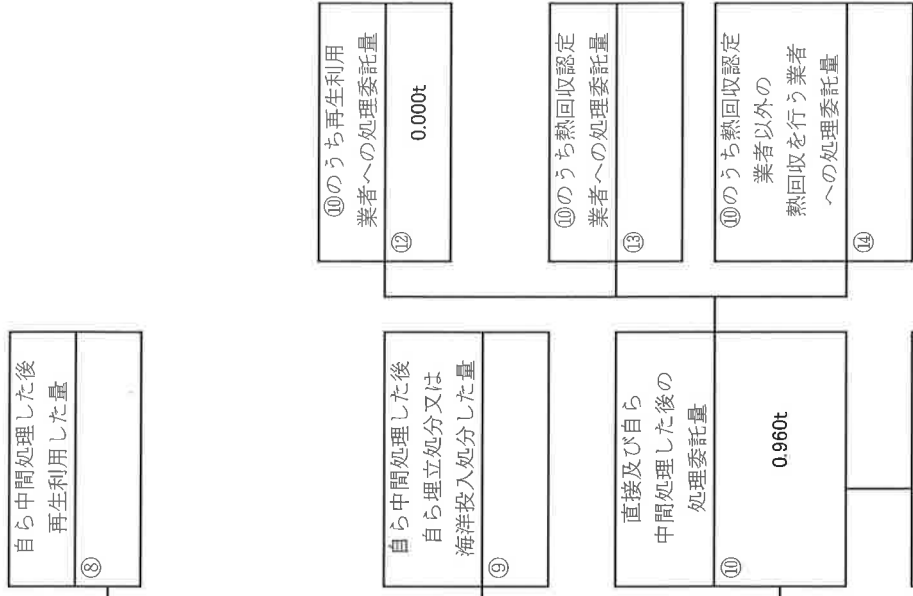 自ら中間処理した後
再生利用した量
⑧
自ら中間処理した後
自ら埋立処分又は
海洋投入処分した量
⑨
直接及び自ら
中間処理した後の
処理委託量
⑩
0.960t
⑩のうち再生利用
業者への処理委託量
⑫
0.000t
⑩のうち熱回収認定
業者への処理委託量
⑬
⑩のうち熱回収認定
業者以外の
熱回収を行う業者
への処理委託量
⑭